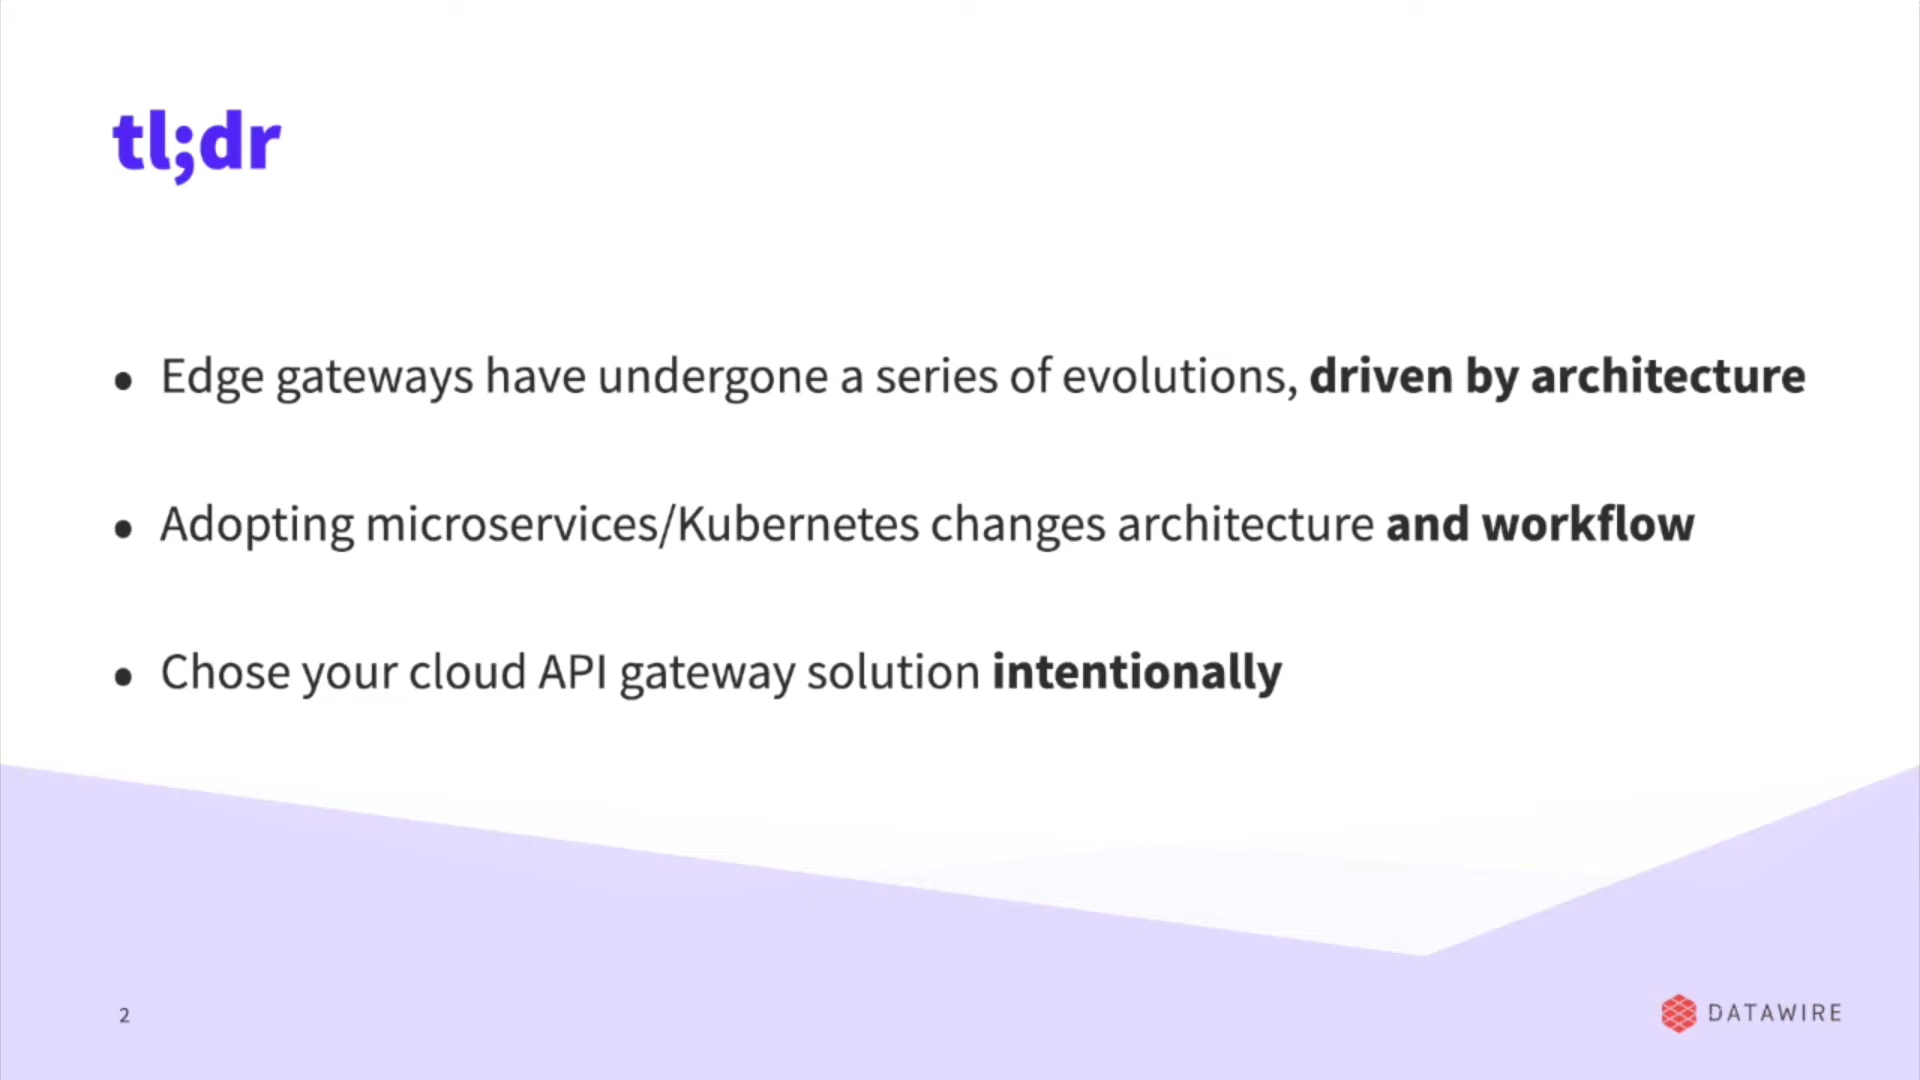 tl;dr
• Edge gateways have undergone a series of evolutions, driven by architecture
• Adopting microservices/Kubernetes changes architecture and workflow
• Chose your cloud API gateway solution intentionally
2
DATAWIRE